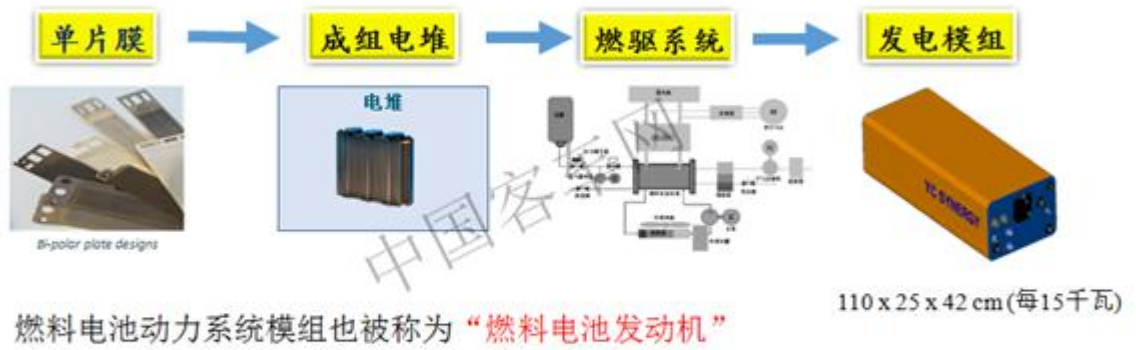 单片膜
成组电堆
燃驱系统
发电模组
电堆
Bi-polar plate designs
TC SYNERGY
中国客车网
110 x 25 x 42 cm (每15千瓦)
燃料电池动力系统模组也被称为“燃料电池发动机”